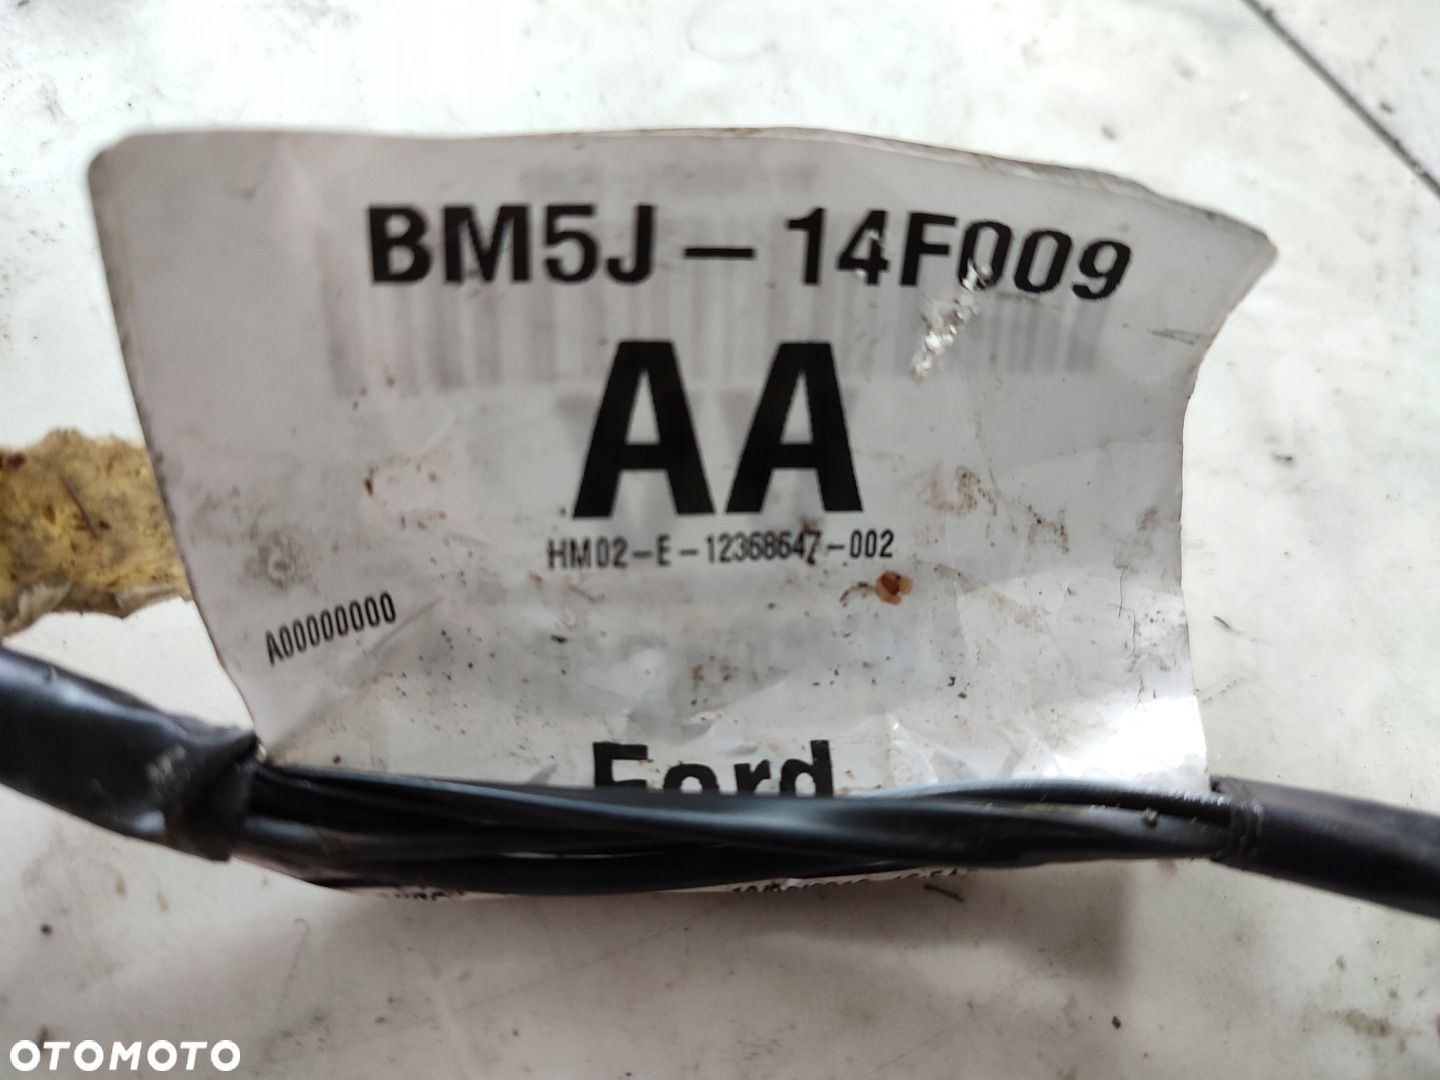 BM5J-14F009
AA
HM02-E-12368647-002
A00000000
Ford
OTOMOTO